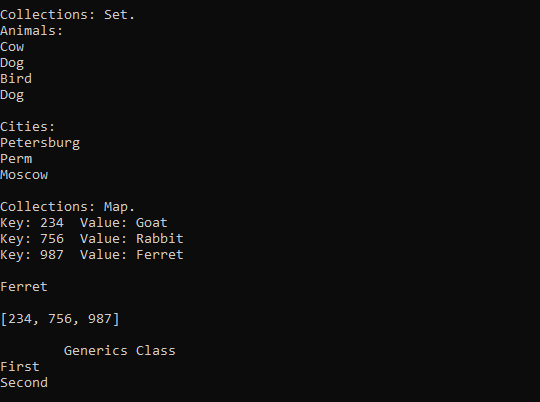 Collections: Set.
Animals:
Cow
Dog
Bird
Dog
Cities:
Petersburg
Perm
Moscow
Collections: Map.
Key: 234  Value: Goat
Key: 756  Value: Rabbit
Key: 987  Value: Ferret
Ferret
[234, 756, 987]
Generics Class
First
Second